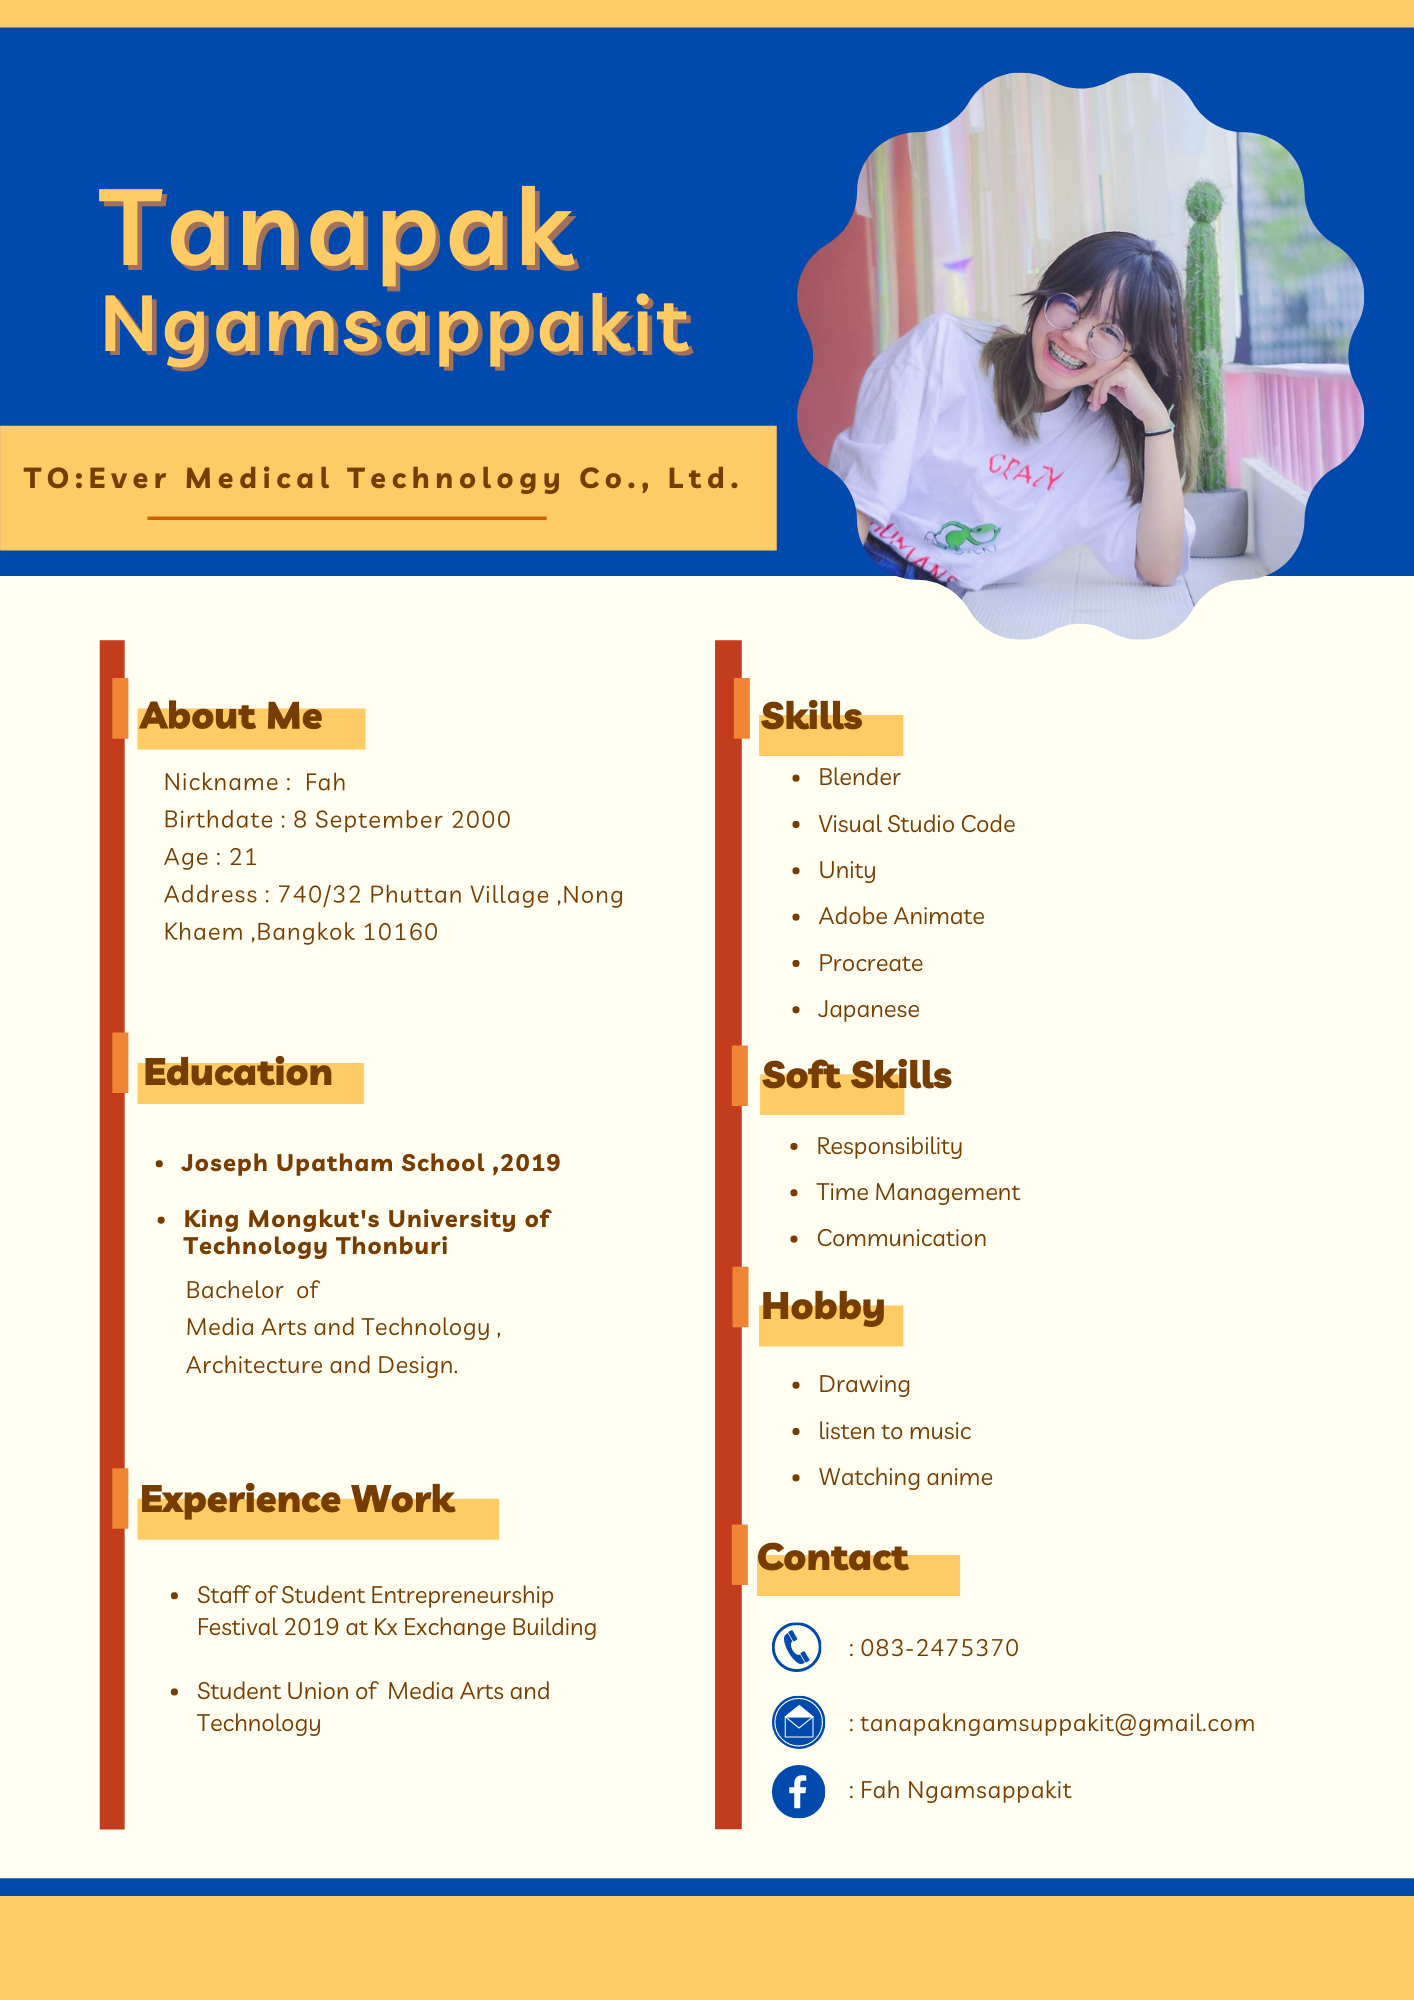 Tanapak
Ngamsappakit
TO:Ever Medical Technology Co., Ltd.
CRAZY
HUMANS
About Me
Nickname :  Fah
Birthdate : 8 September 2000
Age : 21
Address : 740/32 Phuttan Village ,Nong
Khaem ,Bangkok 10160
Education
• Joseph Upatham School ,2019
• King Mongkut's University of
Technology Thonburi
Bachelor  of
Media Arts and Technology ,
Architecture and Design.
Experience Work
• Staff of Student Entrepreneurship
Festival 2019 at Kx Exchange Building
• Student Union of  Media Arts and
Technology
Skills
• Blender
• Visual Studio Code
• Unity
• Adobe Animate
• Procreate
• Japanese
Soft Skills
• Responsibility
• Time Management
• Communication
Hobby
• Drawing
• listen to music
• Watching anime
Contact
: 083-2475370
: tanapakngamsuppakit@gmail.com
: Fah Ngamsappakit